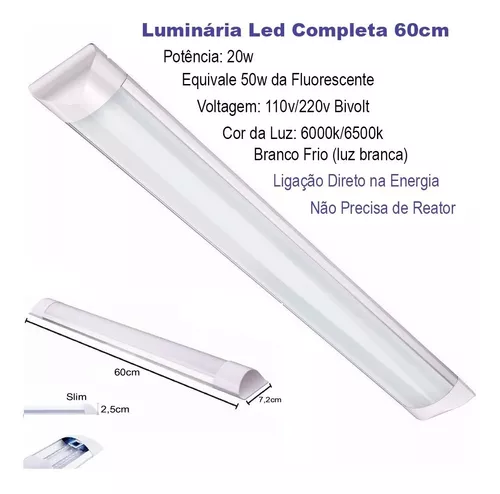 Luminária Led Completa 60cm
Potência: 20w
Equivale 50w da Fluorescente
Voltagem: 110v/220v Bivolt
Cor da Luz: 6000k/6500k
Branco Frio (luz branca)
Ligação Direto na Energia
Não Precisa de Reator
60cm
7,2cm
Slim
2,5cm